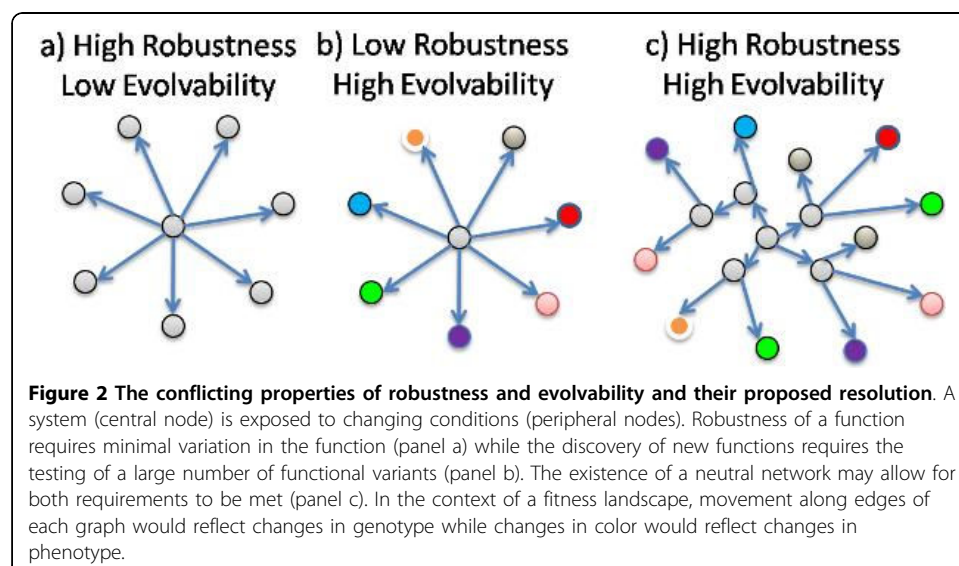 a) High Robustness
Low Evolvability
b) Low Robustness
High Evolvability
c) High Robustness
High Evolvability
Figure 2 The conflicting properties of robustness and evolvability and their proposed resolution. A
system (central node) is exposed to changing conditions (peripheral nodes). Robustness of a function
requires minimal variation in the function (panel a) while the discovery of new functions requires the
testing of a large number of functional variants (panel b). The existence of a neutral network may allow for
both requirements to be met (panel c). In the context of a fitness landscape, movement along edges of
each graph would reflect changes in genotype while changes in color would reflect changes in
phenotype.